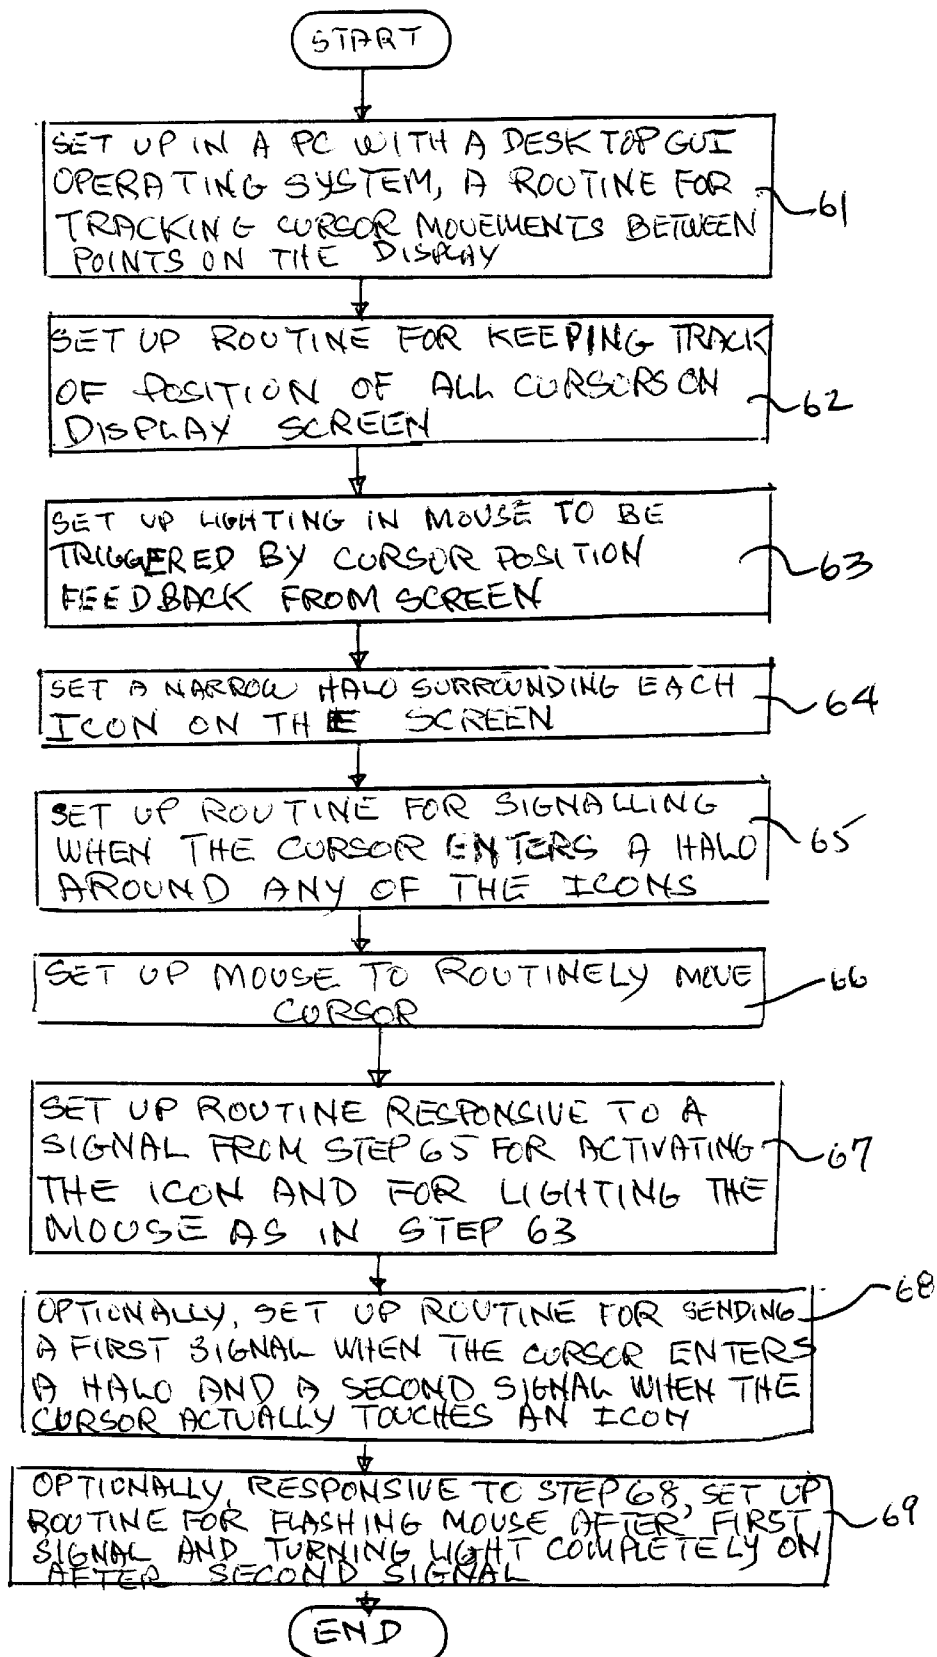 START
SET UP IN A PC WITH A DESKTOP GUI
OPERATING SYSTEM, A ROUTINE FOR
TRACKING CURSOR MOVEMENTS BETWEEN
POINTS ON THE DISPLAY
61
SET UP ROUTINE FOR KEEPING TRACK
OF POSITION OF ALL CURSORS ON
DISPLAY SCREEN
62
SET UP LIGHTING IN MOUSE TO BE
TRIGGERED BY CURSOR POSITION
FEEDBACK FROM SCREEN
63
SET A NARROW HALO SURROUNDING EACH
ICON ON THE SCREEN
64
SET UP ROUTINE FOR SIGNALLING
WHEN THE CURSOR ENTERS A HALO
AROUND ANY OF THE ICONS
65
SET UP MOUSE TO ROUTINELY MOVE
CURSOR
66
SET UP ROUTINE RESPONSIVE TO A
SIGNAL FROM STEP 65 FOR ACTIVATING
THE ICON AND FOR LIGHTING THE
MOUSE AS IN STEP 63
67
OPTIONALLY, SET UP ROUTINE FOR SENDING
A FIRST SIGNAL WHEN THE CURSOR ENTERS
A HALO AND A SECOND SIGNAL WHEN THE
CURSOR ACTUALLY TOUCHES AN ICON
68
OPTIONALLY, RESPONSIVE TO STEP 68, SET UP
ROUTINE FOR FLASHING MOUSE AFTER FIRST
SIGNAL AND TURNING LIGHT COMPLETELY ON
AFTER SECOND SIGNAL
69
END